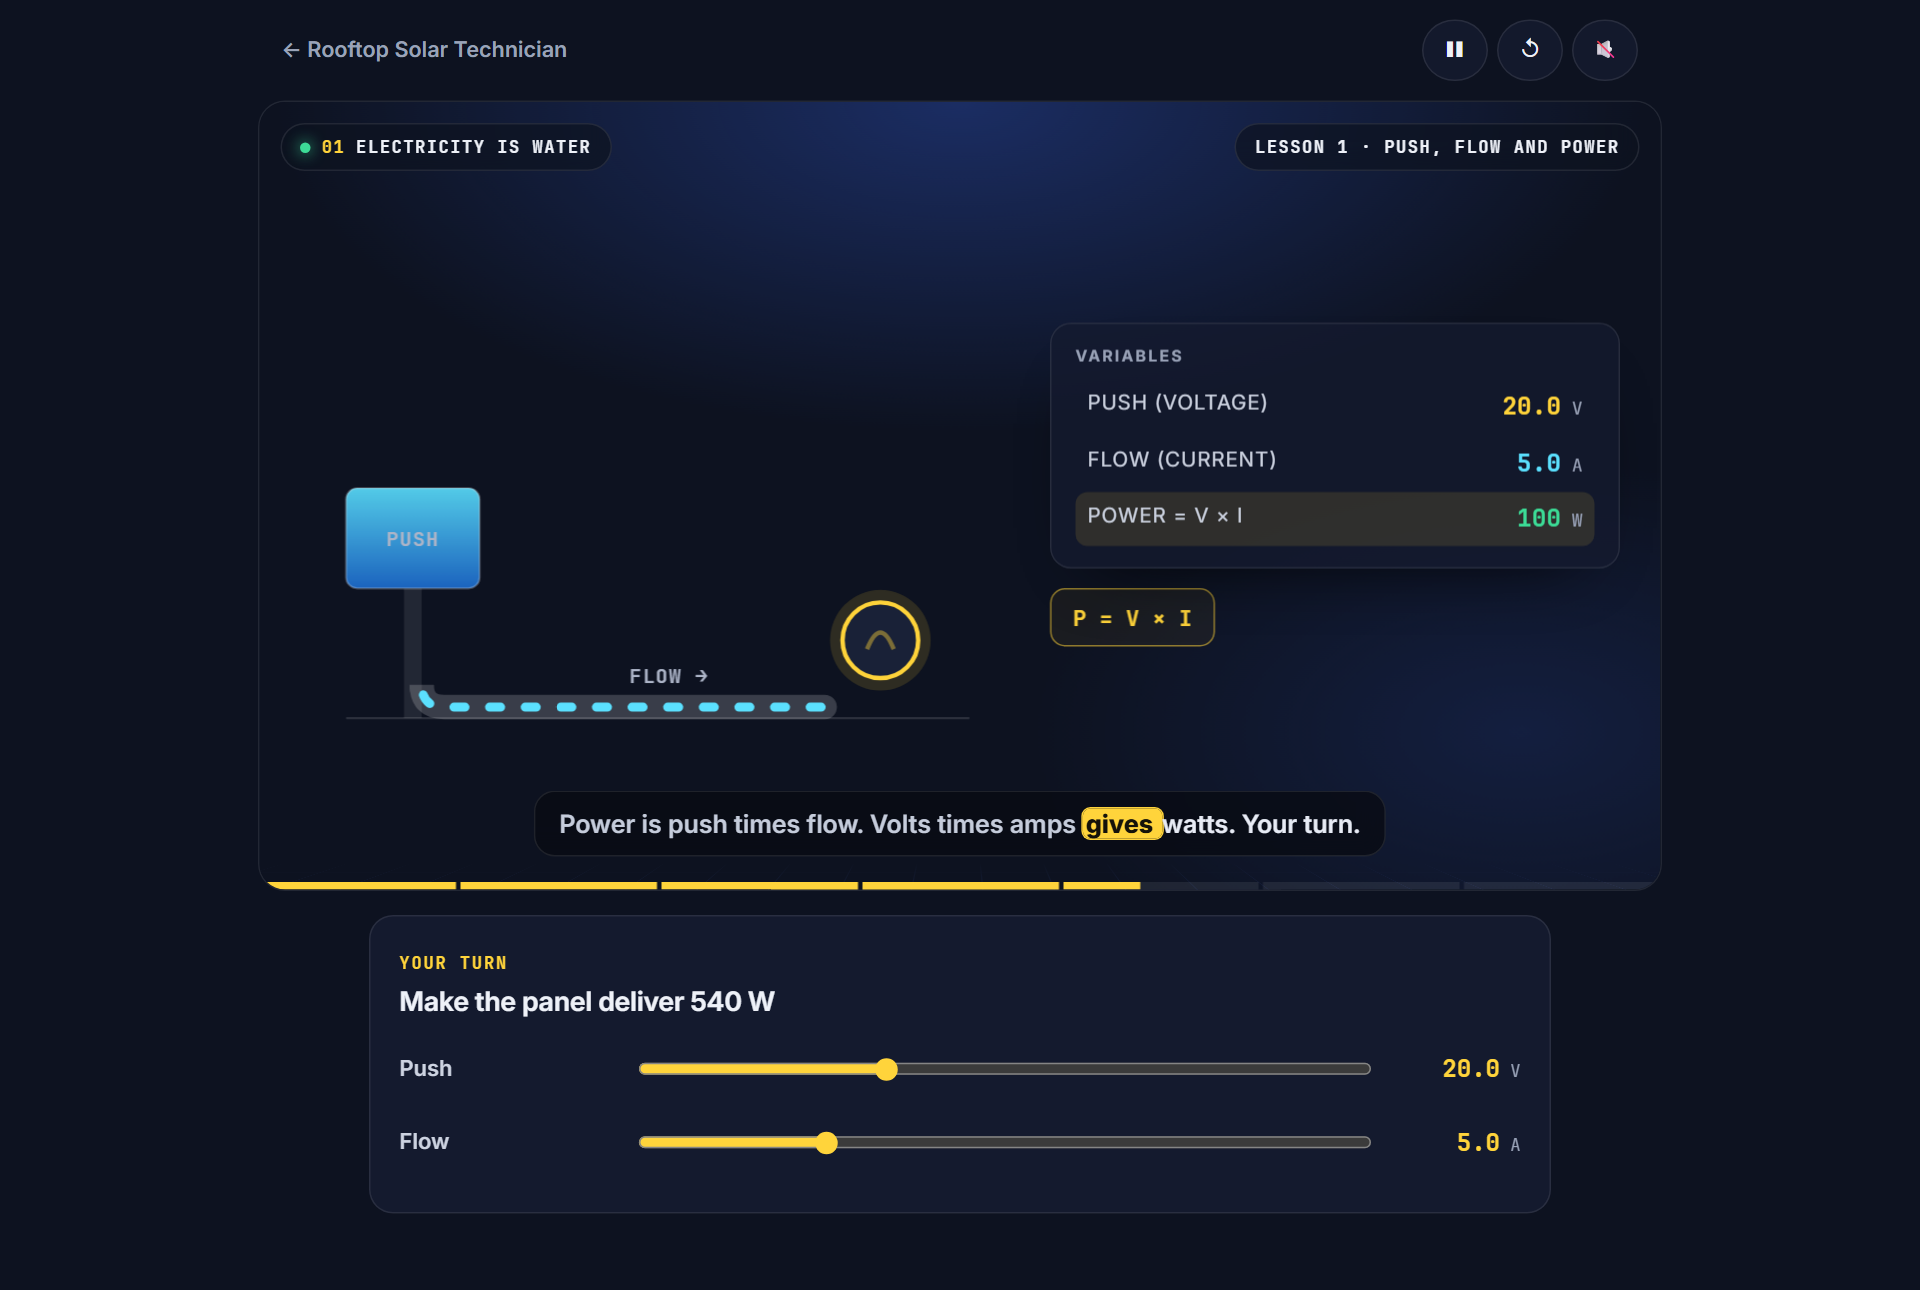 ← Rooftop Solar Technician
01 ELECTRICITY IS WATER
LESSON 1 · PUSH, FLOW AND POWER
VARIABLES
PUSH (VOLTAGE) 20.0 V
FLOW (CURRENT) 5.0 A
POWER = V × I 100 W
P = V × I
PUSH
FLOW →
Power is push times flow. Volts times amps gives watts. Your turn.
YOUR TURN
Make the panel deliver 540 W
Push 20.0 V
Flow 5.0 A